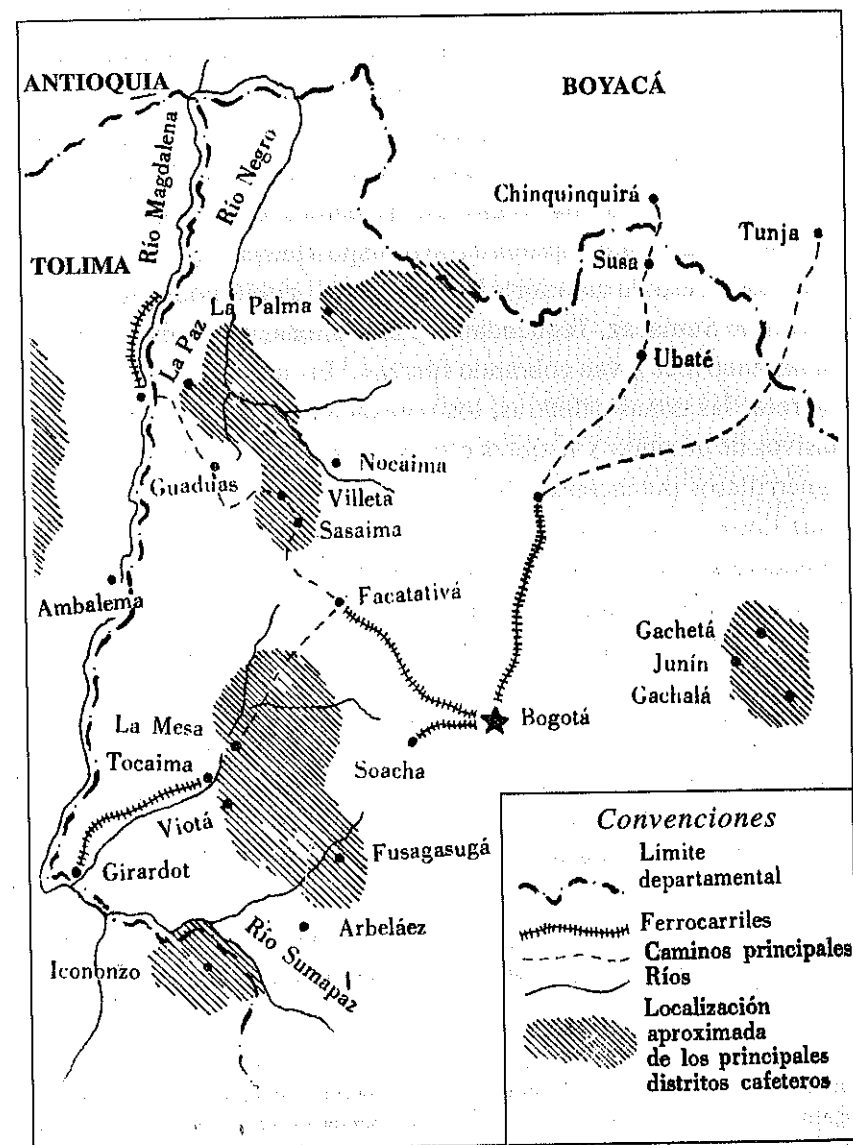 ANTIOQUIA
BOYACÁ
Río Magdalena
Río Negro
Chinquinquirá
Tunja
TOLIMA
Susa
La Palma
La Paz
Ubaté
Nocaima
Guaduas
Villeta
Sasaima
Ambalema
Facatativá
Gachetá
Junín
Gachalá
La Mesa
Bogotá
Tocaima
Soacha
Viotá
Fusagasugá
Girardot
Arbeláez
Río Sumapaz
Icononzo
Convenciones
Límite
departamental
Ferrocarriles
Caminos principales
Ríos
Localización
aproximada
de los principales
distritos cafeteros